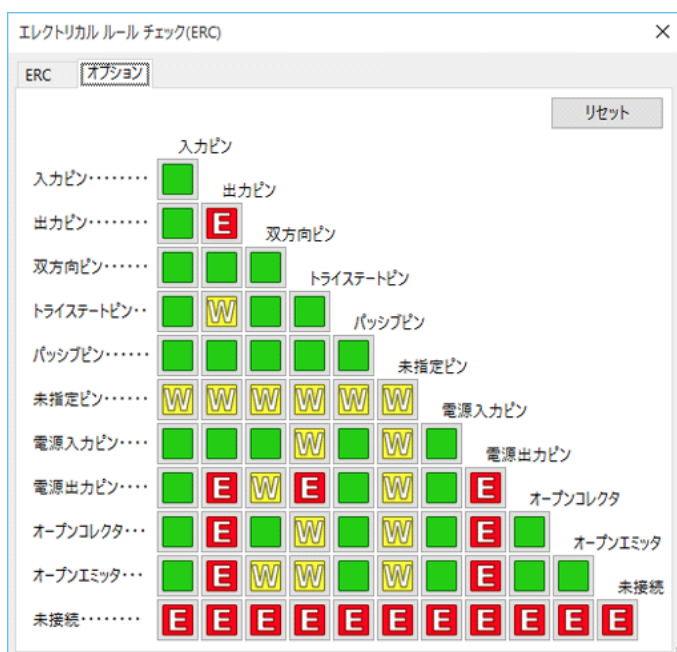 エレクトリカル ルール チェック(ERC)
ERC オプション
リセット
入力ピン
入力ピン········
出力ピン
出力ピン········ E
双方向ピン
双方向ピン······
トライステートピン
トライステートピン·· W
パッシブピン
パッシブピン······
未指定ピン
未指定ピン······ W W W W W W
電源入力ピン
電源入力ピン···· W W
電源出力ピン
電源出力ピン···· E W E W E
オープンコレクタ
オープンコレクタ··· E W W E
オープンエミッタ
オープンエミッタ··· E W W W E
未接続
未接続········ E E E E E E E E E E E